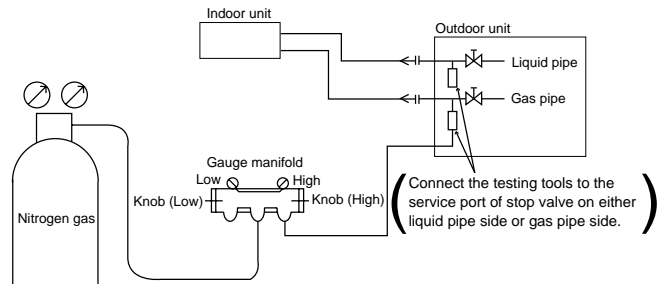 Indoor unit
Outdoor unit
Liquid pipe
Gas pipe
Gauge manifold
Low
High
Knob (Low)
Knob (High)
Nitrogen gas
(Connect the testing tools to the
service port of stop valve on either
liquid pipe side or gas pipe side.)